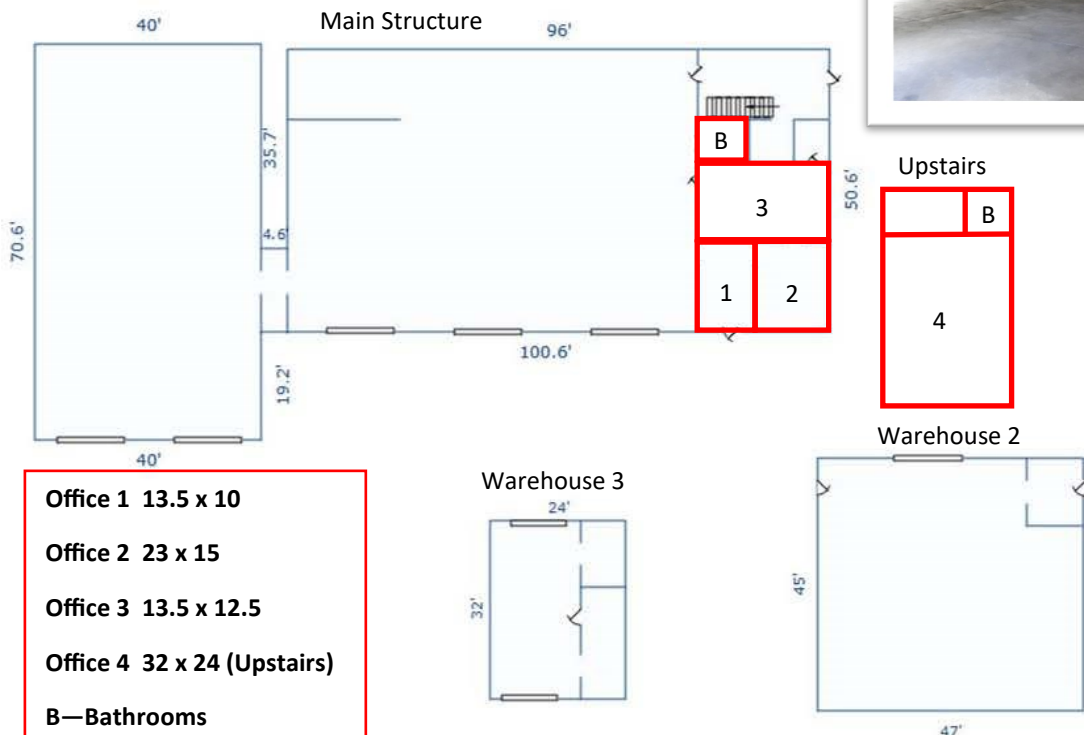 Main Structure
40'
96'
35.7'
B
Upstairs
50.6'
B
3
4.6'
70.6'
1
2
4
100.6'
19.2'
40'
Warehouse 2
Warehouse 3
24'
Office 1 13.5 x 10
Office 2 23 x 15
45'
32'
Office 3 13.5 x 12.5
Office 4 32 x 24 (Upstairs)
B—Bathrooms
47'